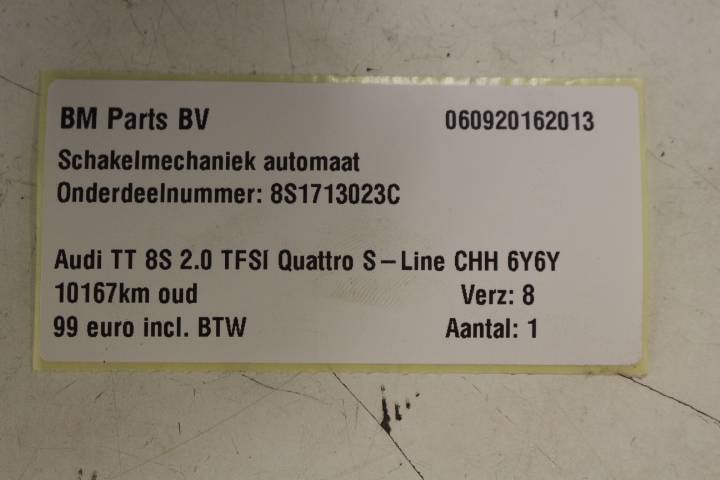 BM Parts BV 060920162013
Schakelmechaniek automaat
Onderdeelnummer: 8S1713023C
Audi TT 8S 2.0 TFSI Quattro S-Line CHH 6Y6Y
10167km oud Verz: 8
99 euro incl. BTW Aantal: 1